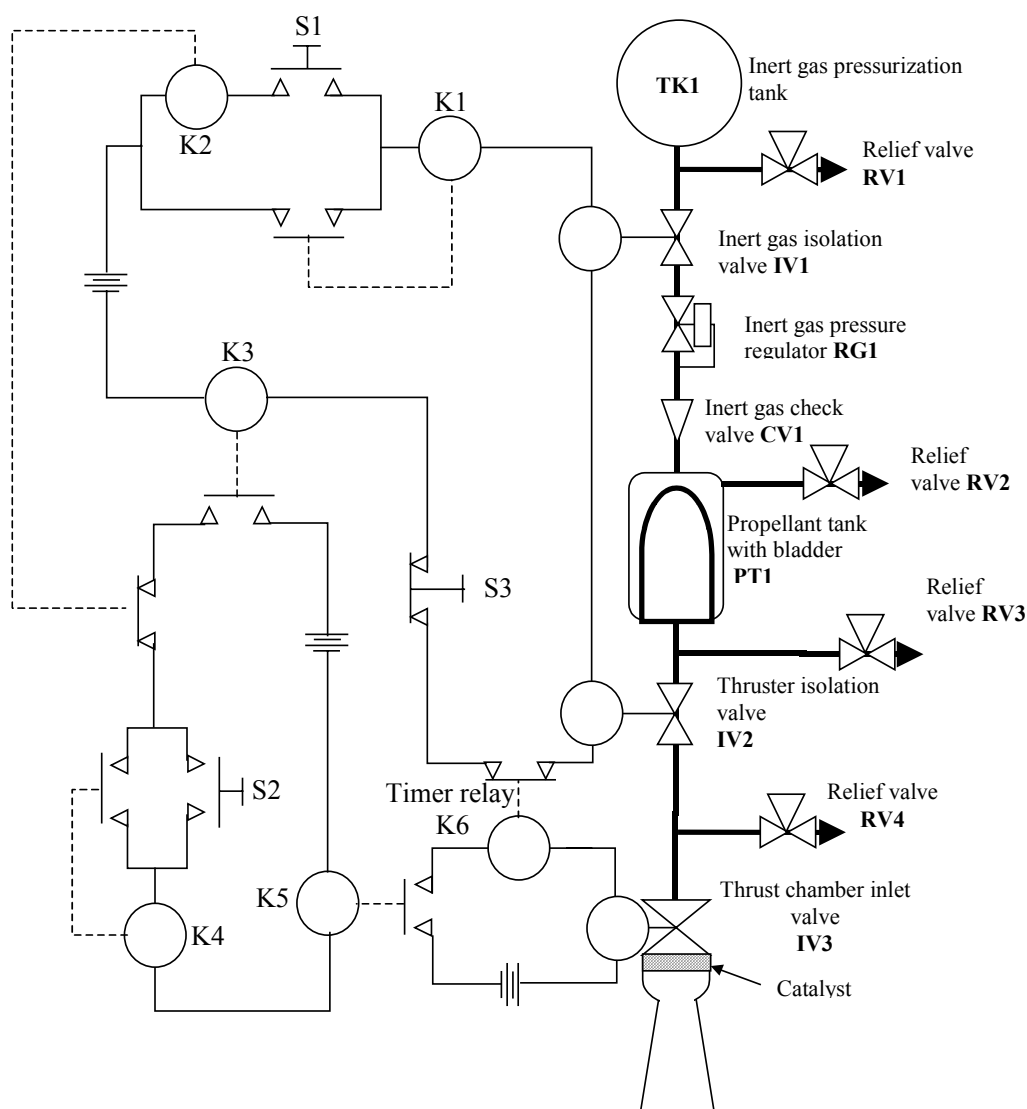 S1
K1
K2
TK1
Inert gas pressurization
tank
Relief valve
RV1
Inert gas isolation
valve IV1
K3
Inert gas pressure
regulator RG1
Inert gas check
valve CV1
Relief
valve RV2
Propellant tank
with bladder
PT1
S3
Relief
valve RV3
Thruster isolation
valve
IV2
S2
Timer relay
K6
Relief valve
RV4
K5
K4
Thrust chamber inlet
valve
IV3
Catalyst